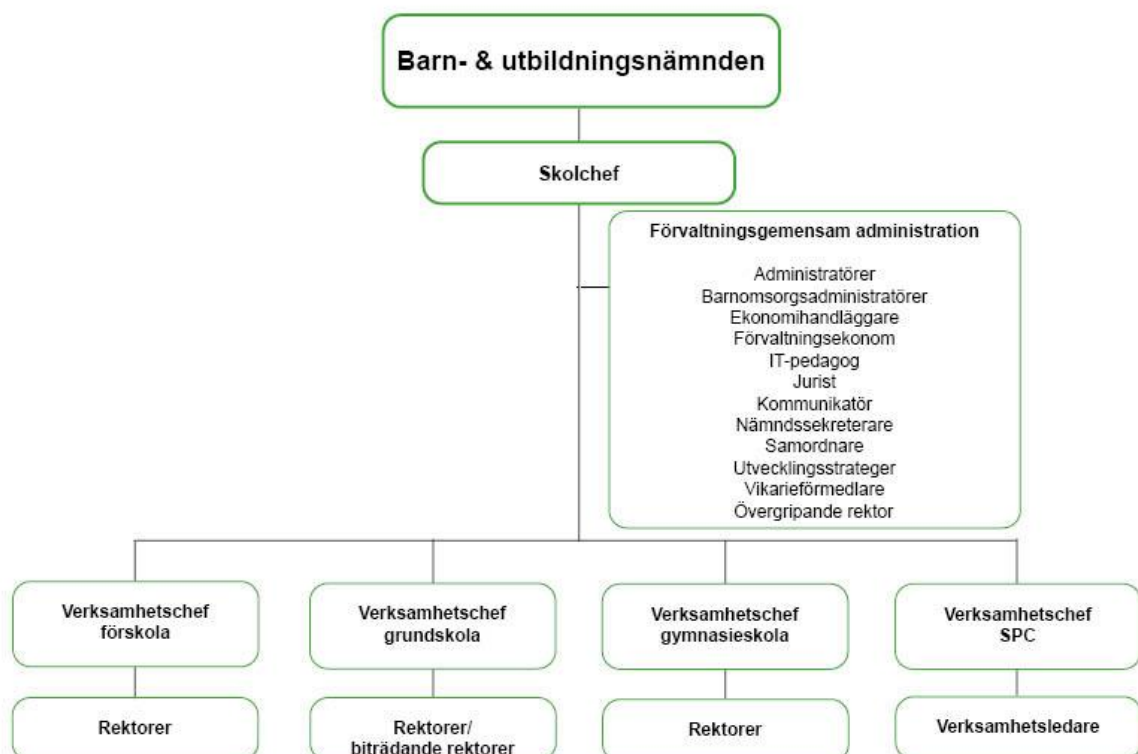 Barn- & utbildningsnämnden
Skolchef
Förvaltningsgemensam administration
Administratörer
Barnomsorgsadministratörer
Ekonomihandläggare
Förvaltningsekonom
IT-pedagog
Jurist
Kommunikatör
Nämndssekreterare
Samordnare
Utvecklingsstrateger
Vikarieförmedlare
Övergripande rektor
Verksamhetschef
förskola
Verksamhetschef
grundskola
Verksamhetschef
gymnasieskola
Verksamhetschef
SPC
Rektorer
Rektorer/
biträdande rektorer
Rektorer
Verksamhetsledare